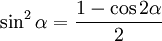 sin² α = (1 − cos 2α) / 2